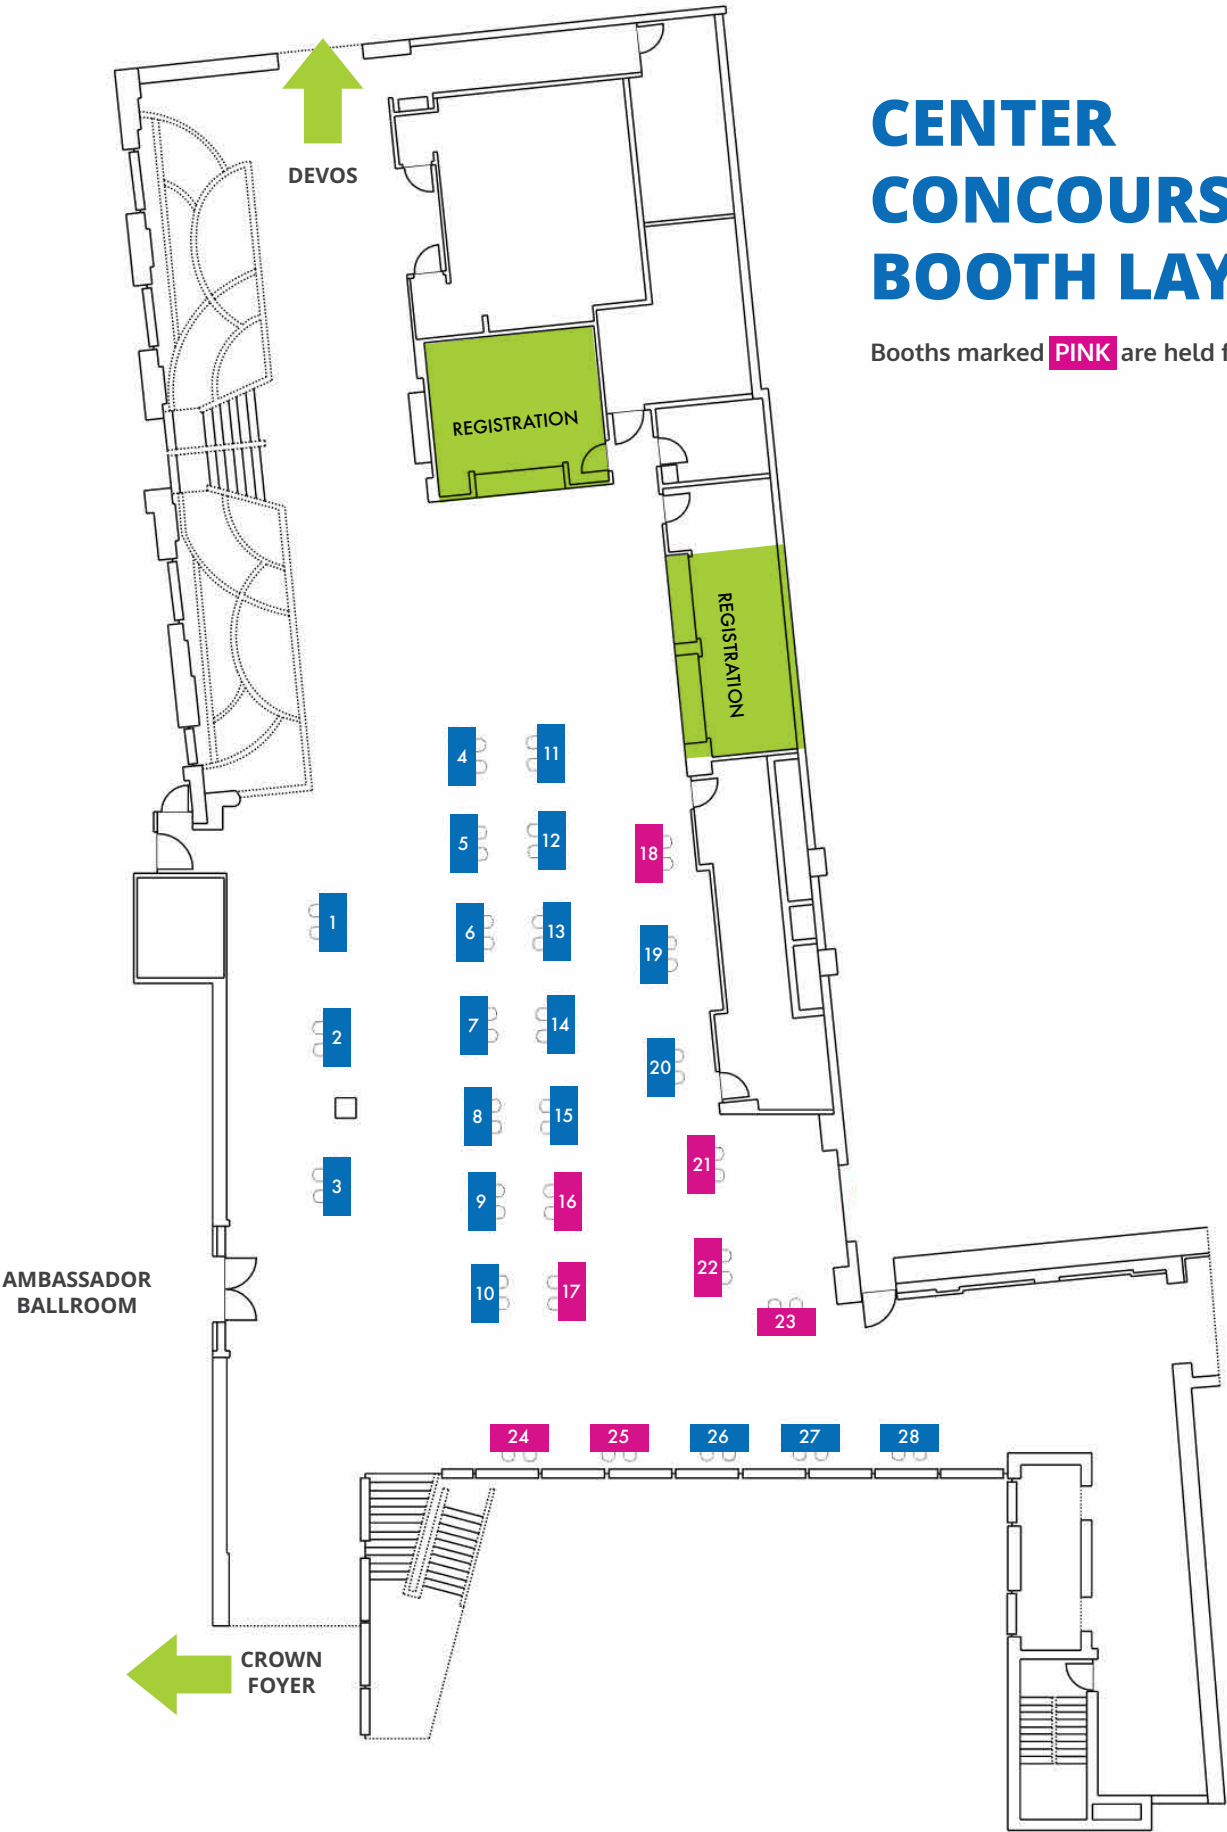 CENTER
CONCOURS
BOOTH LAY
Booths marked PINK are held f
DEVOS
REGISTRATION
REGISTRATION
4
11
5
12
18
1
6
13
19
2
7
14
20
8
15
21
3
9
16
22
AMBASSADOR
BALLROOM
10
17
23
24
25
26
27
28
CROWN
FOYER